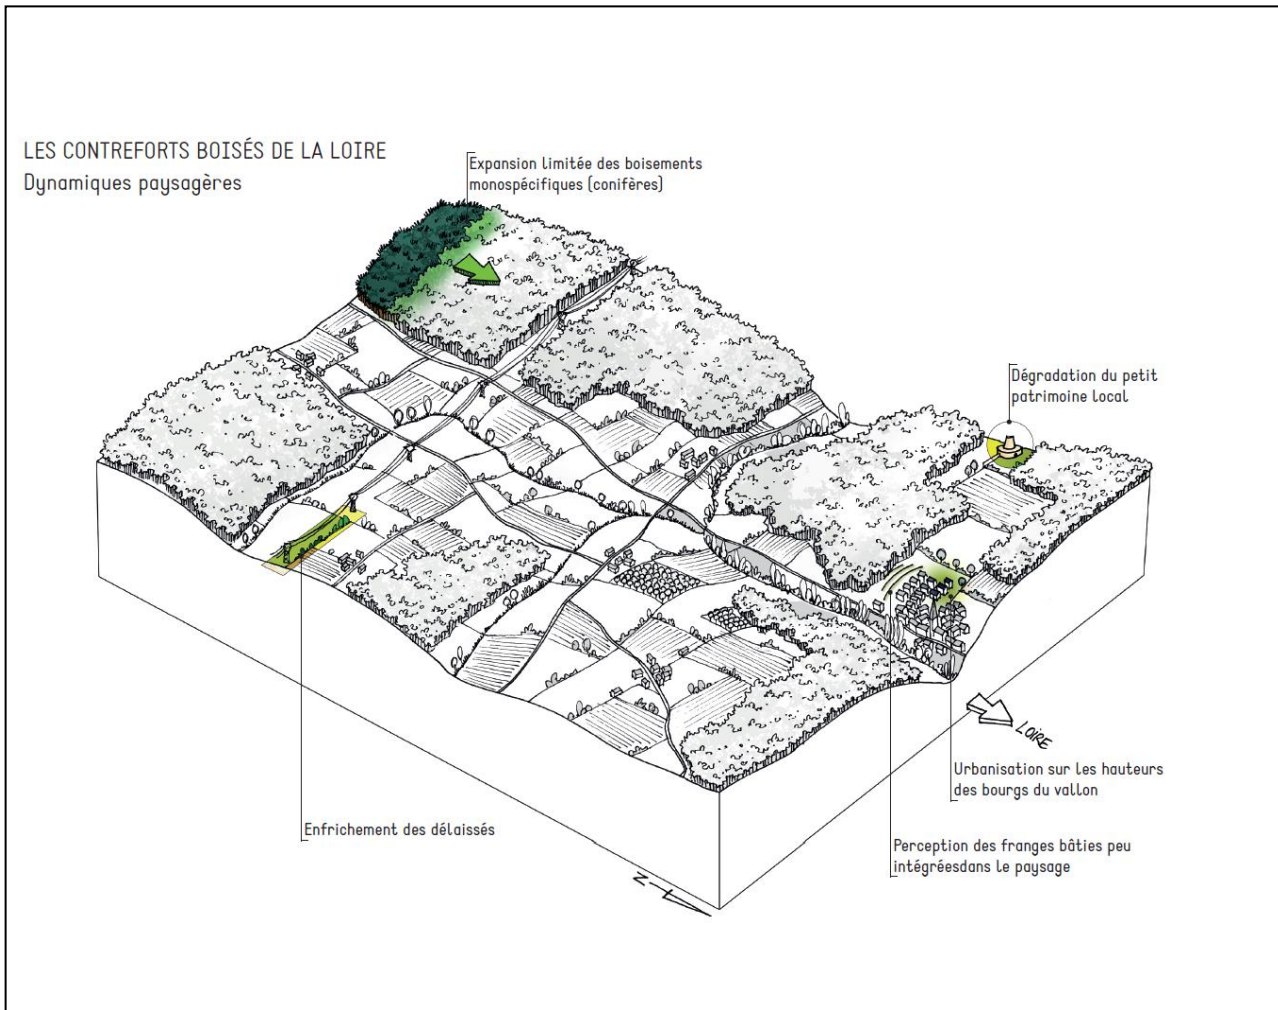 LES CONTREFORTS BOISÉS DE LA LOIRE
Dynamiques paysagères
Expansion limitée des boisements
monospécifiques (conifères)
Dégradation du petit
patrimoine local
LOIRE
Urbanisation sur les hauteurs
des bourgs du vallon
Enfrichement des délaissés
Perception des franges bâties peu
intégréesdans le paysage
N